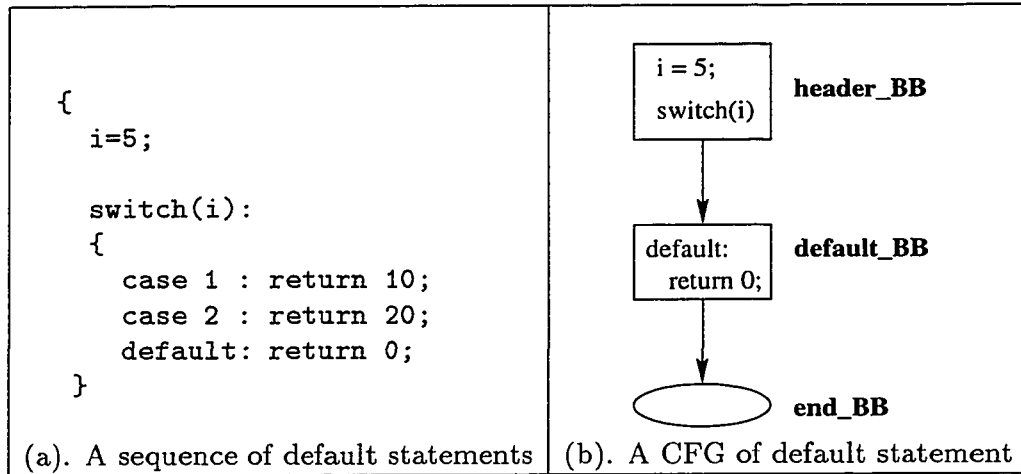 {
i=5;
switch(i):
{
case 1 : return 10;
case 2 : return 20;
default: return 0;
}
(a). A sequence of default statements
i = 5;
switch(i)
header_BB
default:
return 0;
default_BB
end_BB
(b). A CFG of default statement